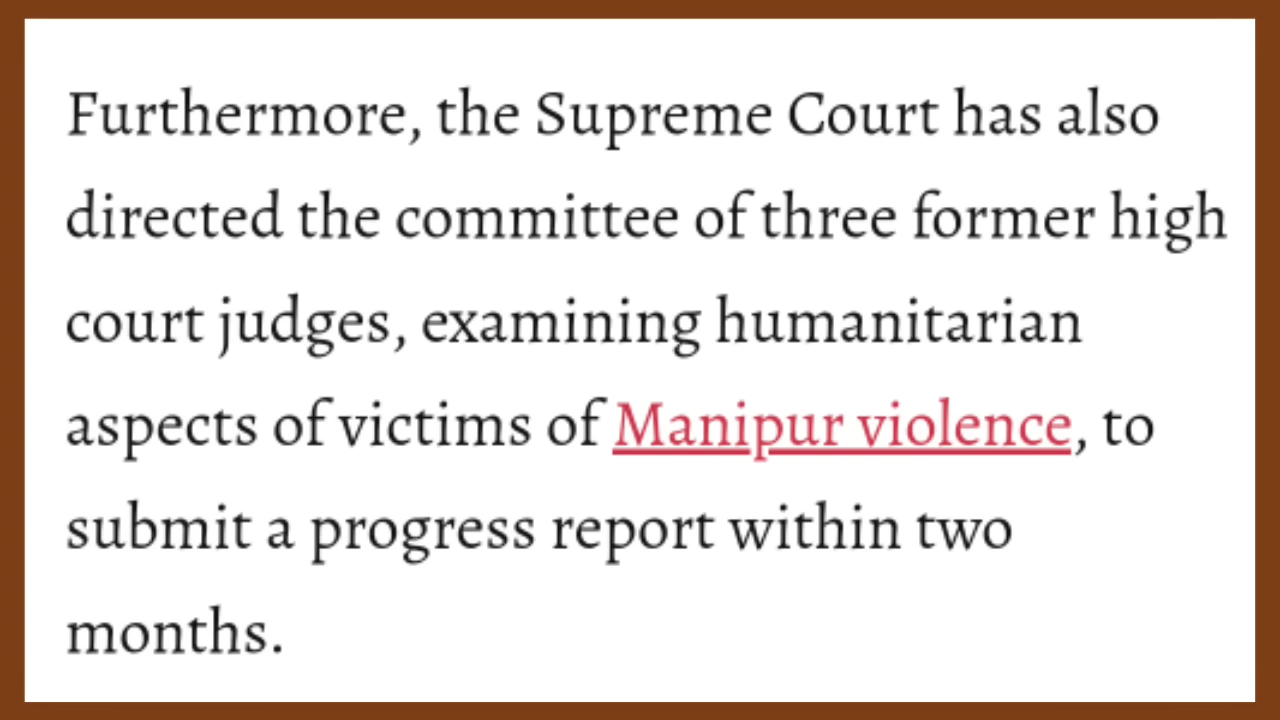 Furthermore, the Supreme Court has also
directed the committee of three former high
court judges, examining humanitarian
aspects of victims of Manipur violence, to
submit a progress report within two
months.